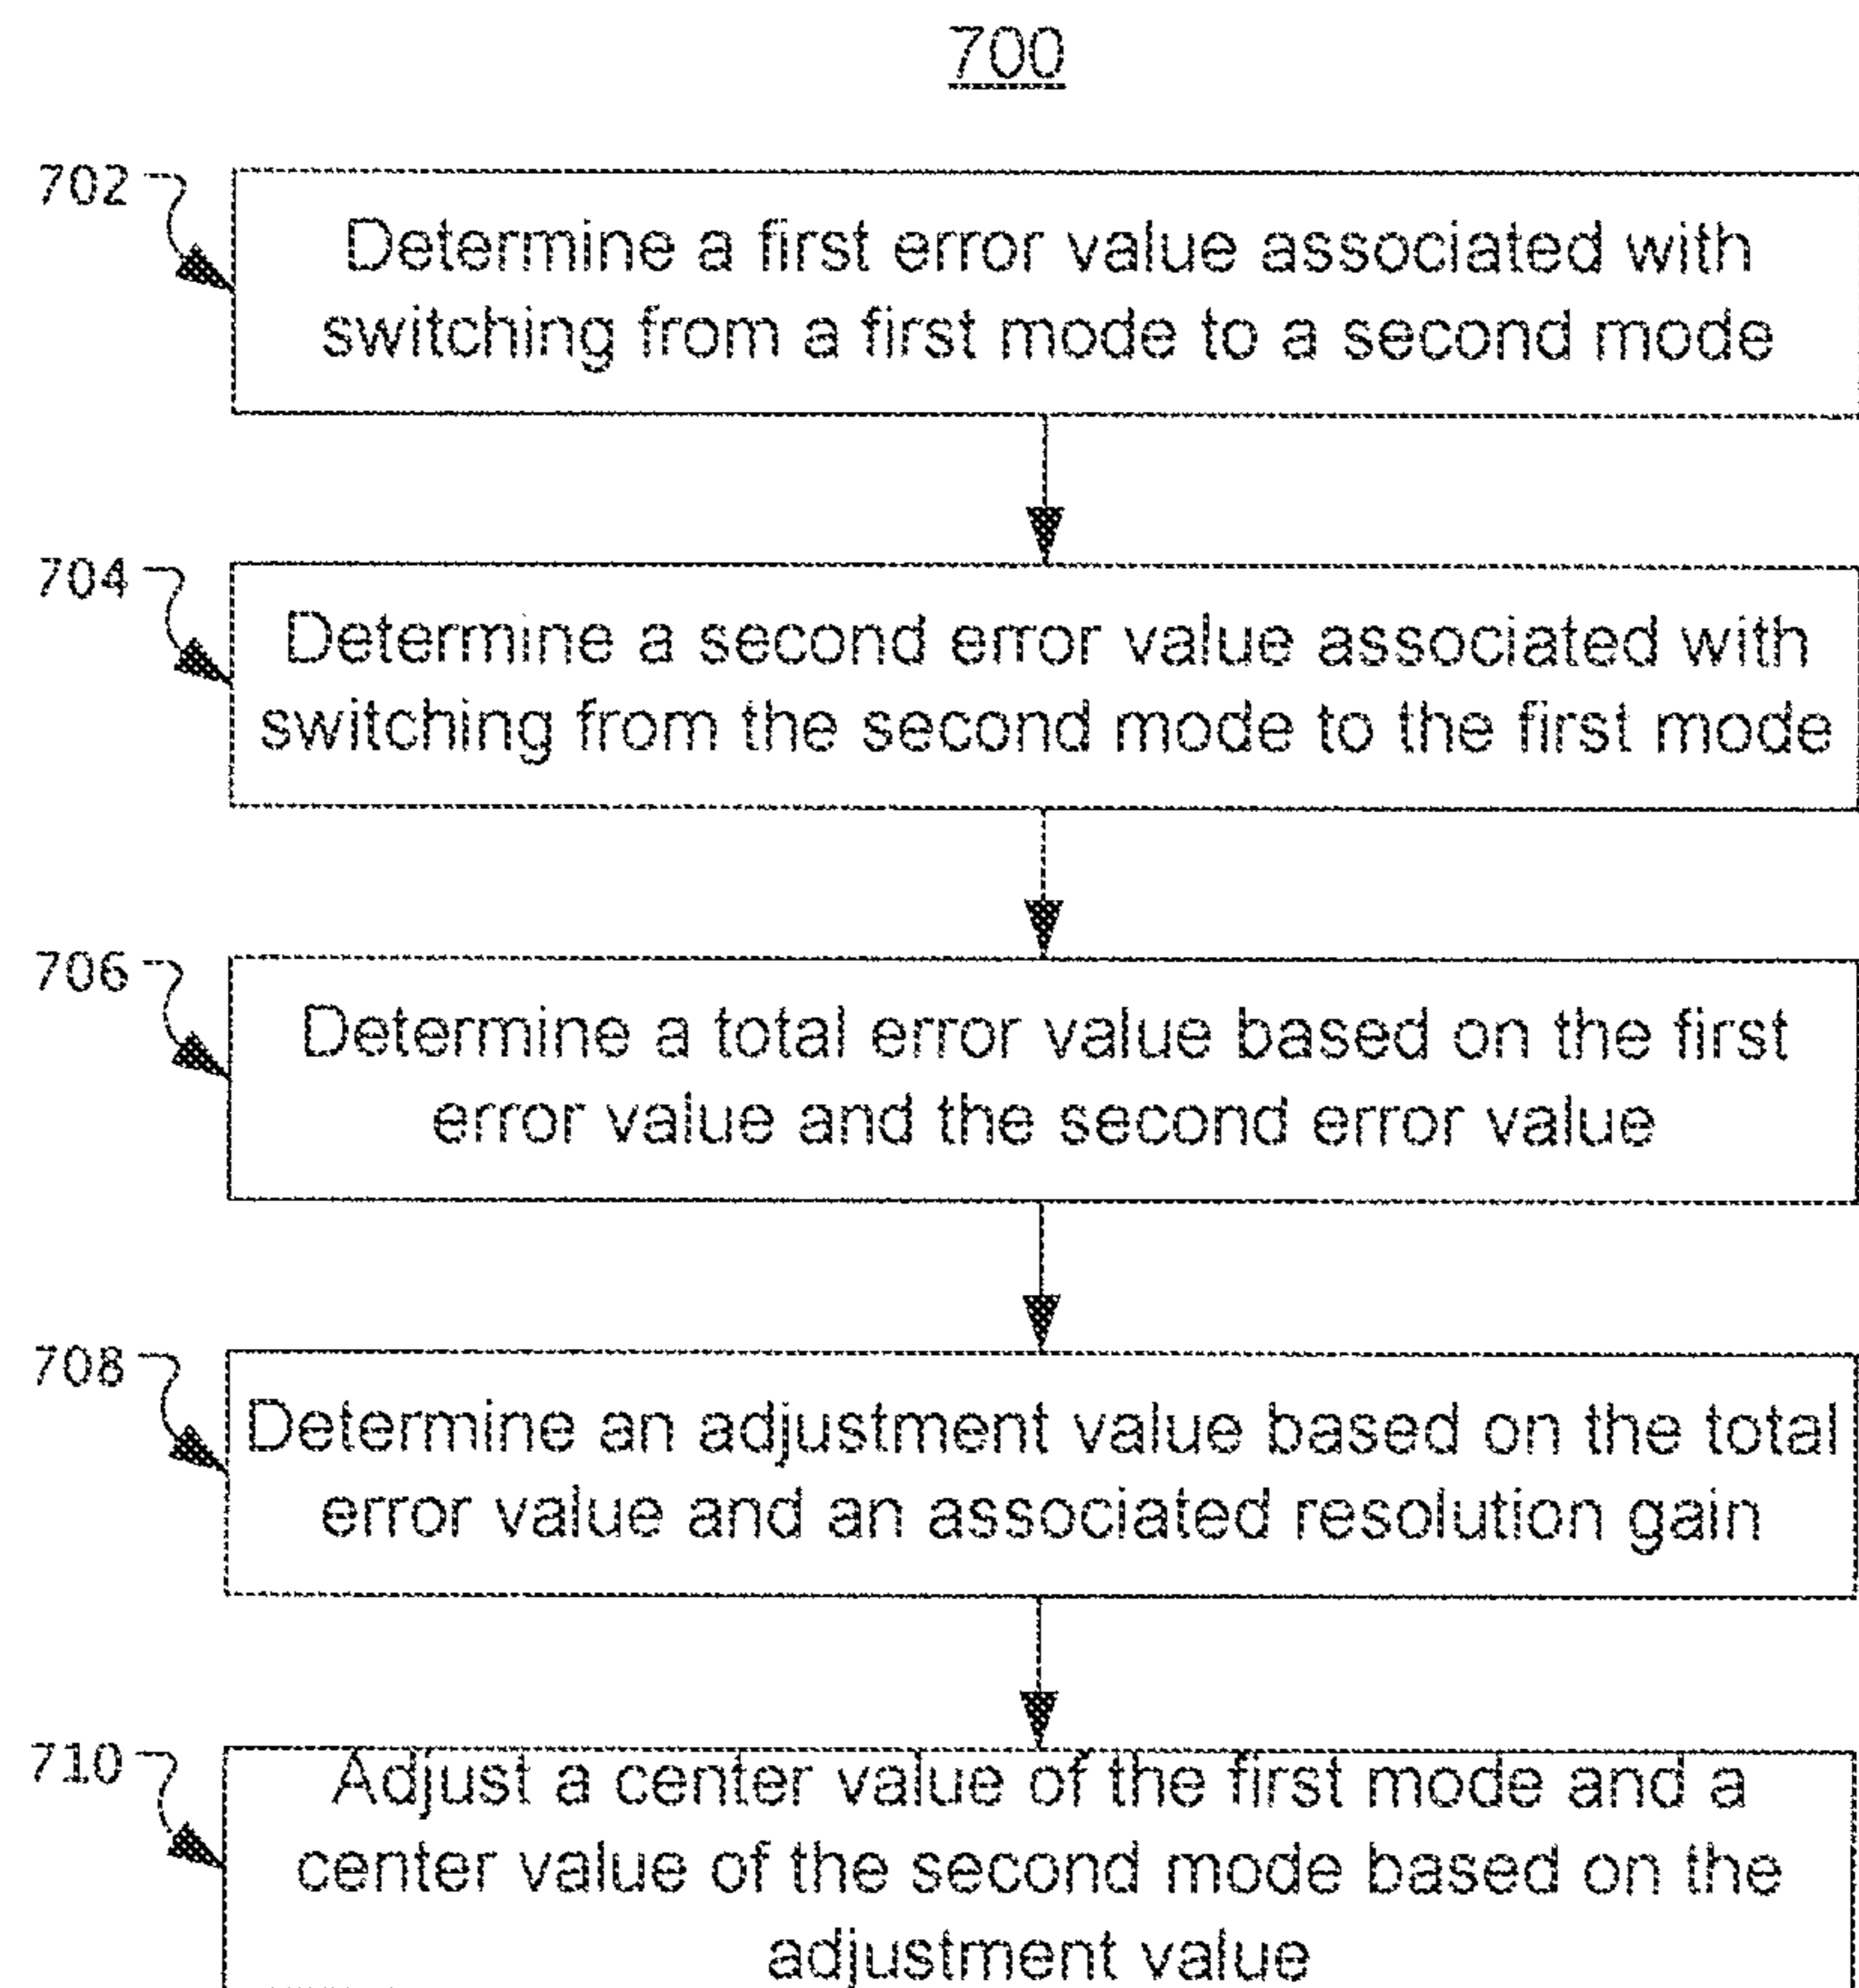 700
702
Determine a first error value associated with
switching from a first mode to a second mode
704
Determine a second error value associated with
switching from the second mode to the first mode
706
Determine a total error value based on the first
error value and the second error value
708
Determine an adjustment value based on the total
error value and an associated resolution gain
710
Adjust a center value of the first mode and a
center value of the second mode based on the
adjustment value